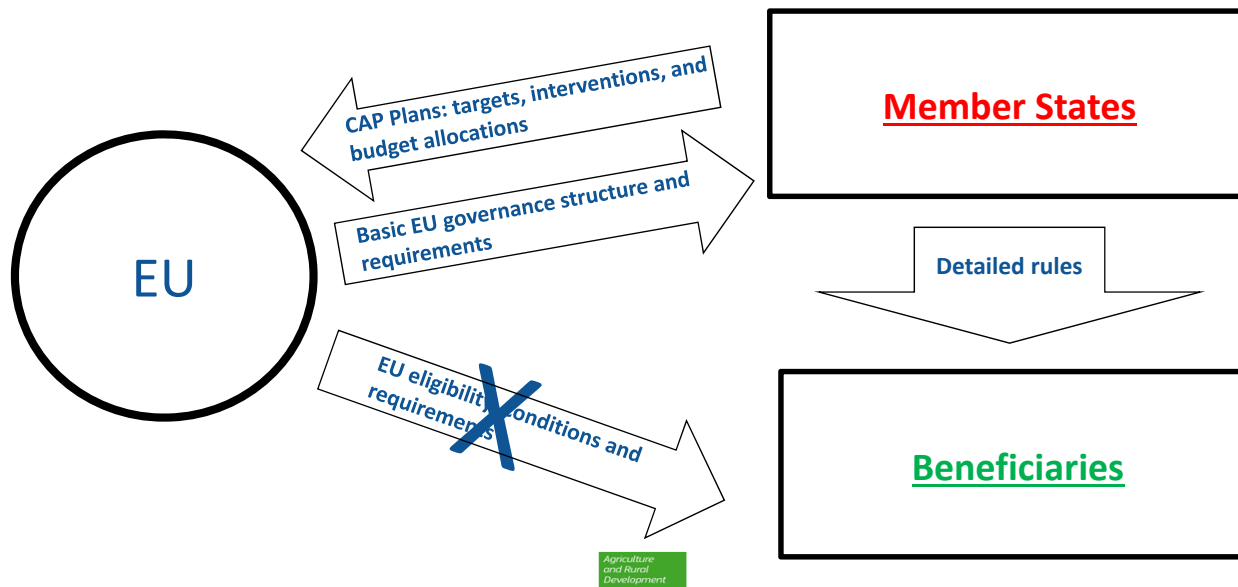 CAP Plans: targets, interventions, and
budget allocations
Member States
Basic EU governance structure and
requirements
EU
Detailed rules
EU eligibility conditions and
requirements
Beneficiaries
Agriculture
and Rural
Development